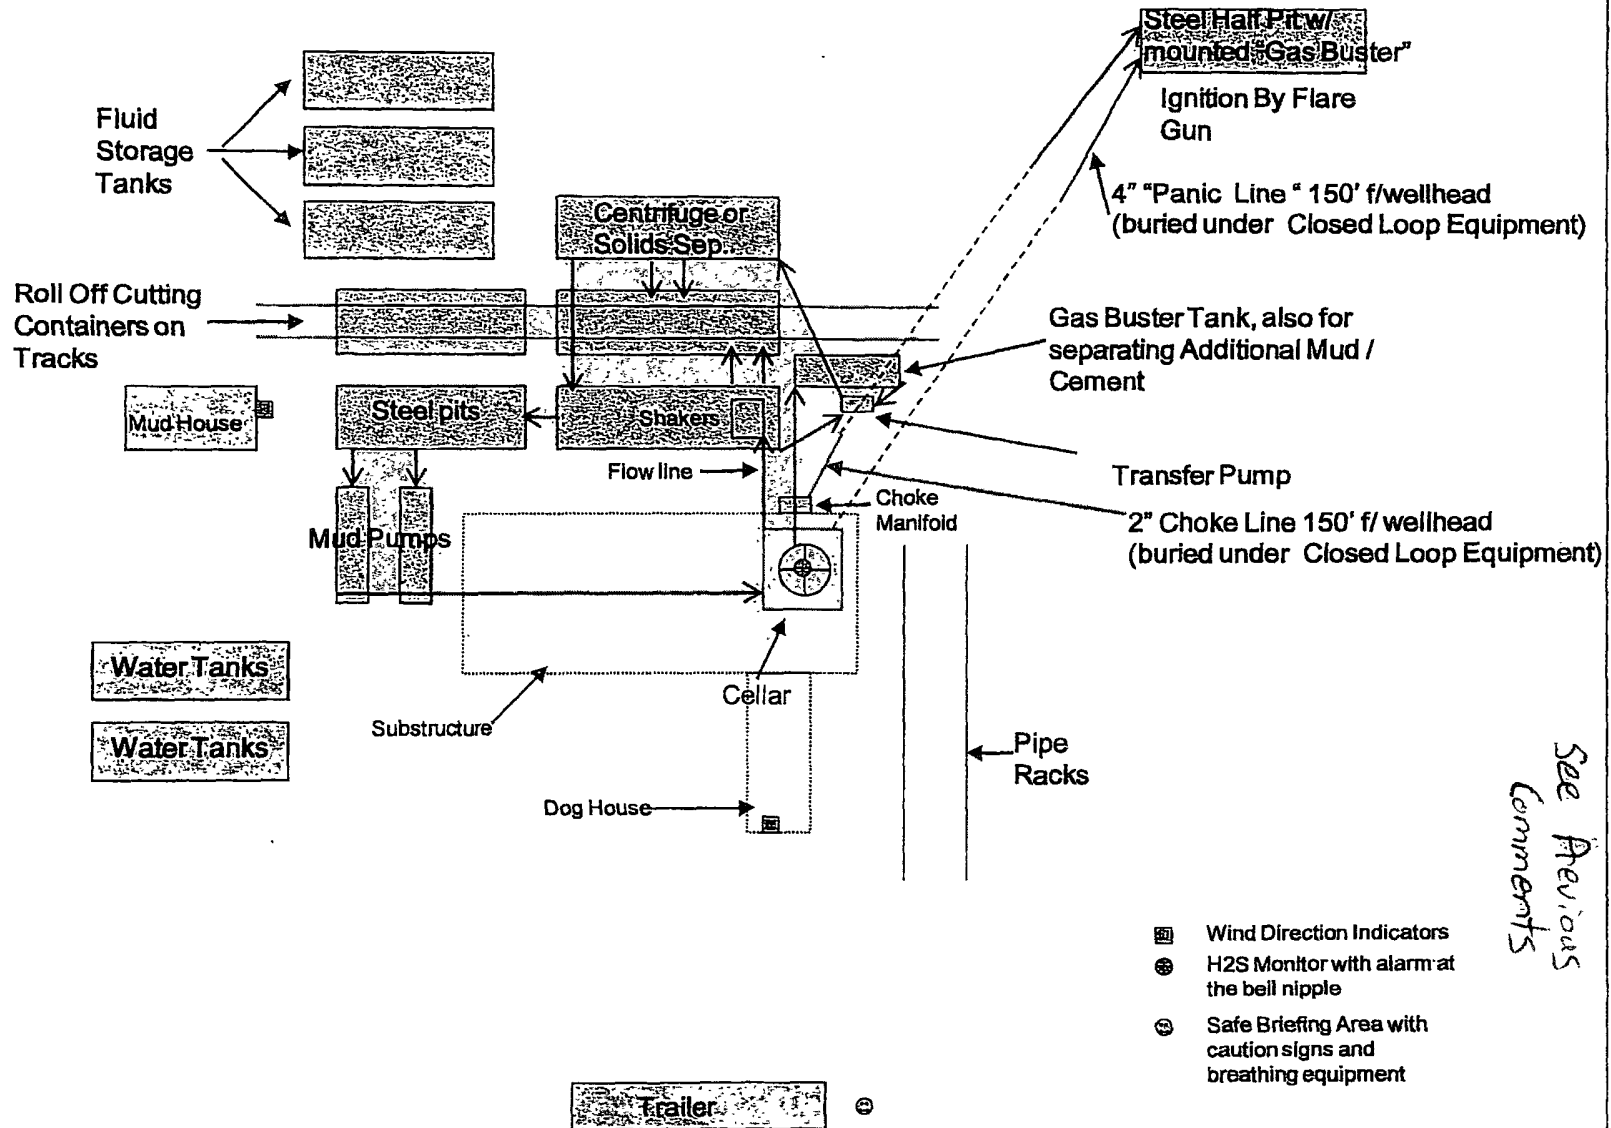 Steel Half Pit w/
mounted "Gas Buster"
Ignition By Flare
Gun
Fluid
Storage
Tanks
4" "Panic Line " 150' f/wellhead
(buried under Closed Loop Equipment)
Centrifuge or
Solids Sep..
Roll Off Cutting
Containers on
Tracks
Gas Buster Tank, also for
separating Additional Mud /
Cement
Mud House
Steel pits
Shakers
Flow line
Transfer Pump
Choke
Manifold
2" Choke Line 150' f/ wellhead
(buried under Closed Loop Equipment)
Mud Pumps
Water Tanks
Cellar
Substructure
Water Tanks
Pipe
Racks
Dog House
See Previous
Comments
Wind Direction Indicators
H2S Monitor with alarm at
the bell nipple
Safe Briefing Area with
caution signs and
breathing equipment
Trailer